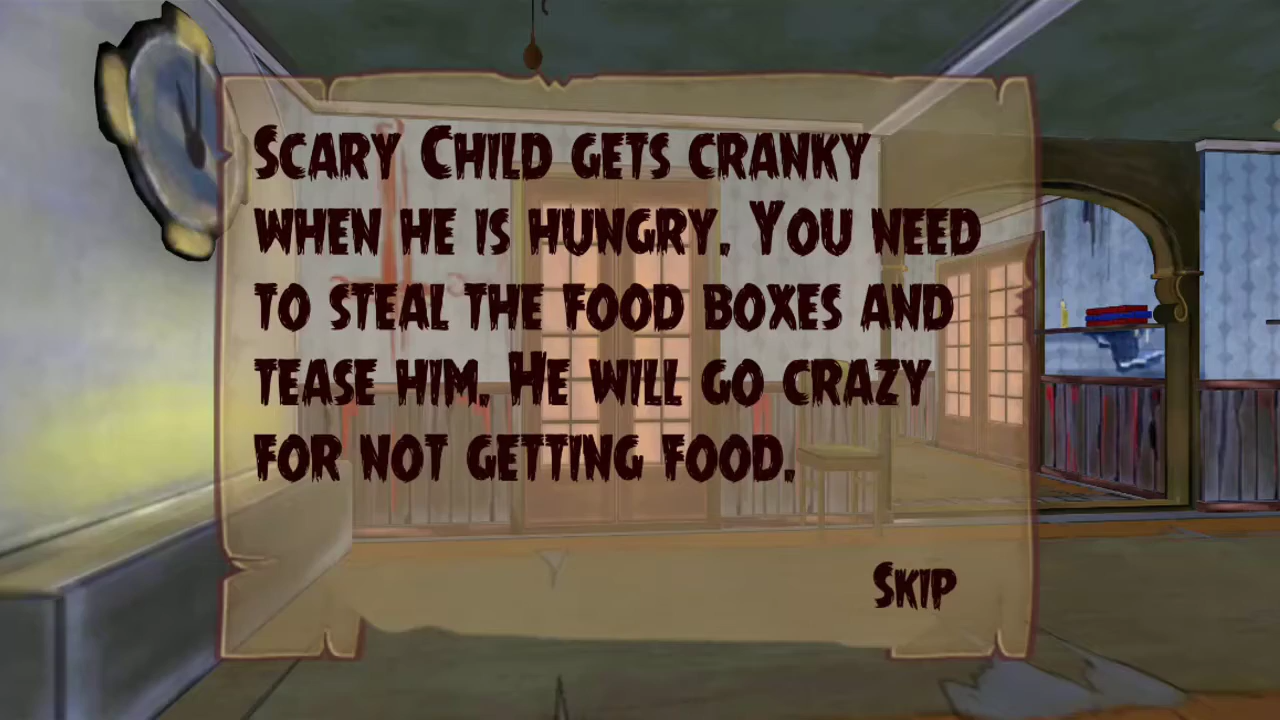 Scary Child gets cranky
when he is hungry. You need
to steal the food boxes and
tease him. He will go crazy
for not getting food.
Skip